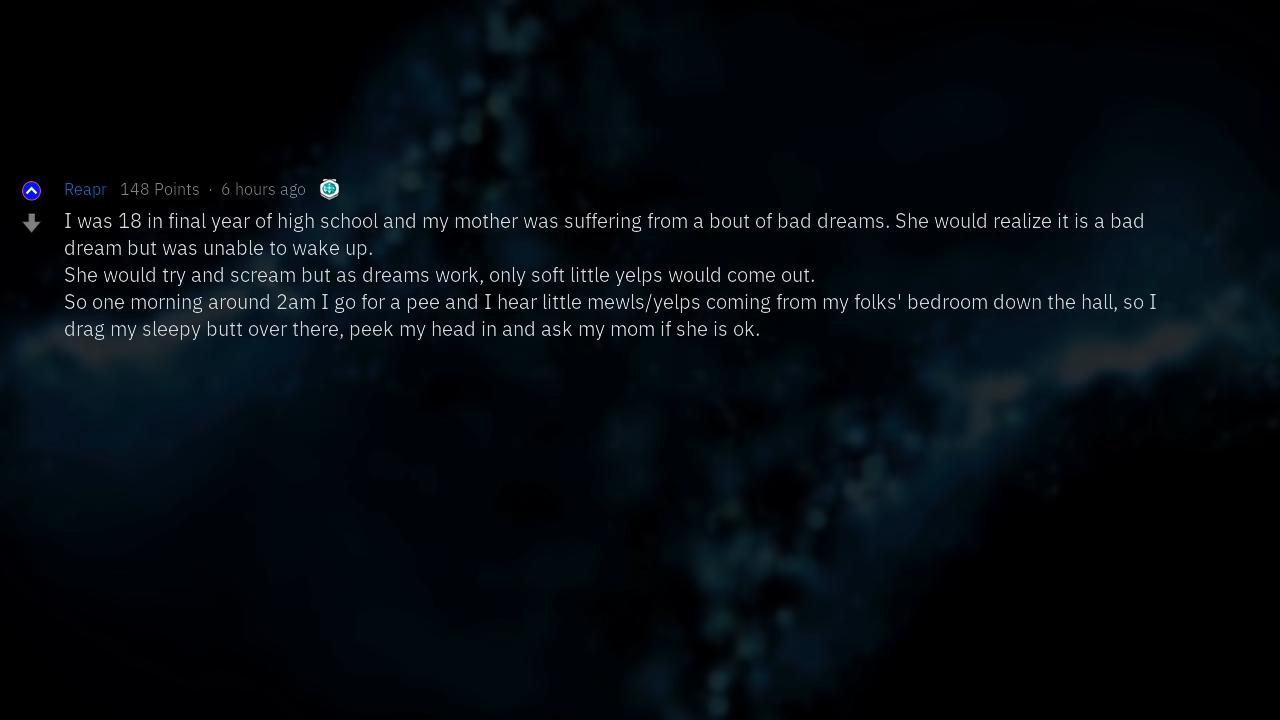 Reapr 148 Points · 6 hours ago
I was 18 in final year of high school and my mother was suffering from a bout of bad dreams. She would realize it is a bad
dream but was unable to wake up.
She would try and scream but as dreams work, only soft little yelps would come out.
So one morning around 2am I go for a pee and I hear little mewls/yelps coming from my folks' bedroom down the hall, so I
drag my sleepy butt over there, peek my head in and ask my mom if she is ok.